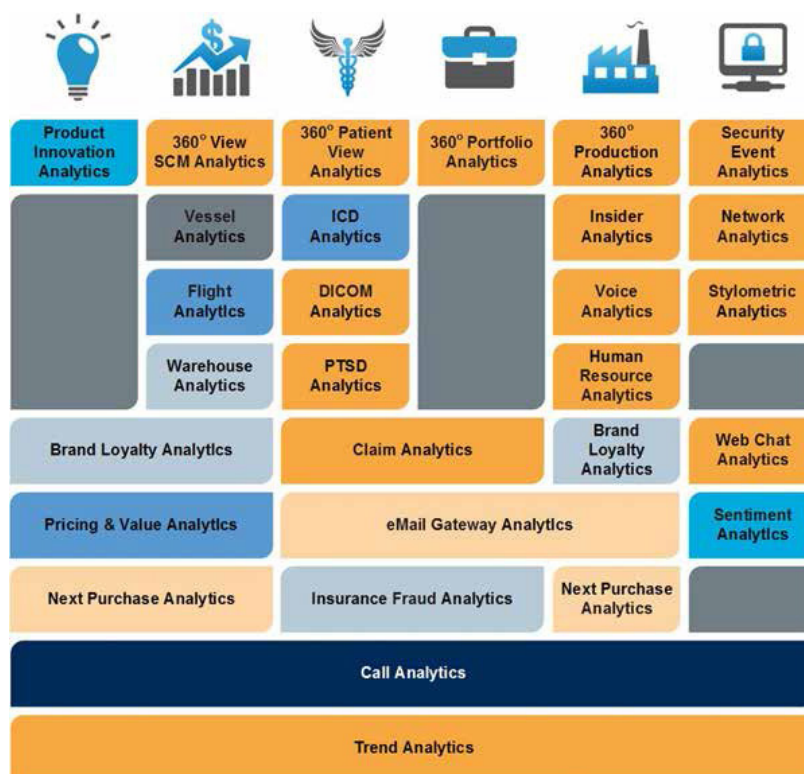 $
Product
Innovation
Analytics
360° View
SCM Analytics
360° Patient
View
Analytics
360° Portfolio
Analytics
360°
Production
Analytics
Security
Event
Analytics
Vessel
Analytics
ICD
Analytics
Insider
Analytics
Network
Analytics
Flight
Analytics
DICOM
Analytics
Voice
Analytics
Stylometric
Analytics
Warehouse
Analytics
PTSD
Analytics
Human
Resource
Analytics
Brand Loyalty Analytics
Claim Analytics
Brand
Loyalty
Analytics
Web Chat
Analytics
Pricing & Value Analytics
eMail Gateway Analytics
Sentiment
Analytics
Next Purchase Analytics
Insurance Fraud Analytics
Next Purchase
Analytics
Call Analytics
Trend Analytics